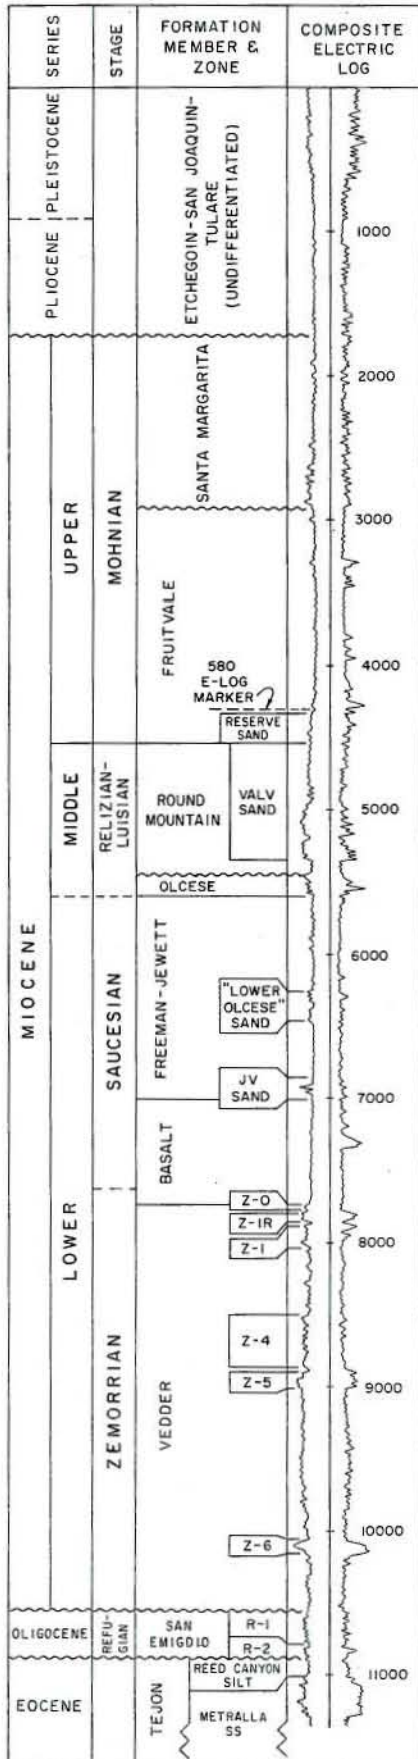 SERIES
STAGE
FORMATION
MEMBER &
ZONE
COMPOSITE
ELECTRIC
LOG
PLEISTOCENE
PLIOCENE
ETCHEGOIN-SAN JOAQUIN-
TULARE
(UNDIFFERENTIATED)
1000
2000
SANTA MARGARITA
3000
MIOCENE
UPPER
MOHNIAN
FRUITVALE
4000
580
E-LOG
MARKER
RESERVE
SAND
MIDDLE
RELIZIAN-
LUISIAN
ROUND
MOUNTAIN
VALV
SAND
5000
OLCESE
LOWER
SAUCESIAN
FREEMAN-JEWETT
6000
"LOWER
OLCESE"
SAND
JV
SAND
7000
BASALT
Z-O
Z-IR
Z-I
8000
ZEMORRIAN
VEDDER
Z-4
Z-5
9000
10000
Z-6
OLIGOCENE
REFU-
GIAN
SAN
EMIGDIO
R-1
R-2
EOCENE
TEJON
REED CANYON
SILT
11000
METRALLA
SS